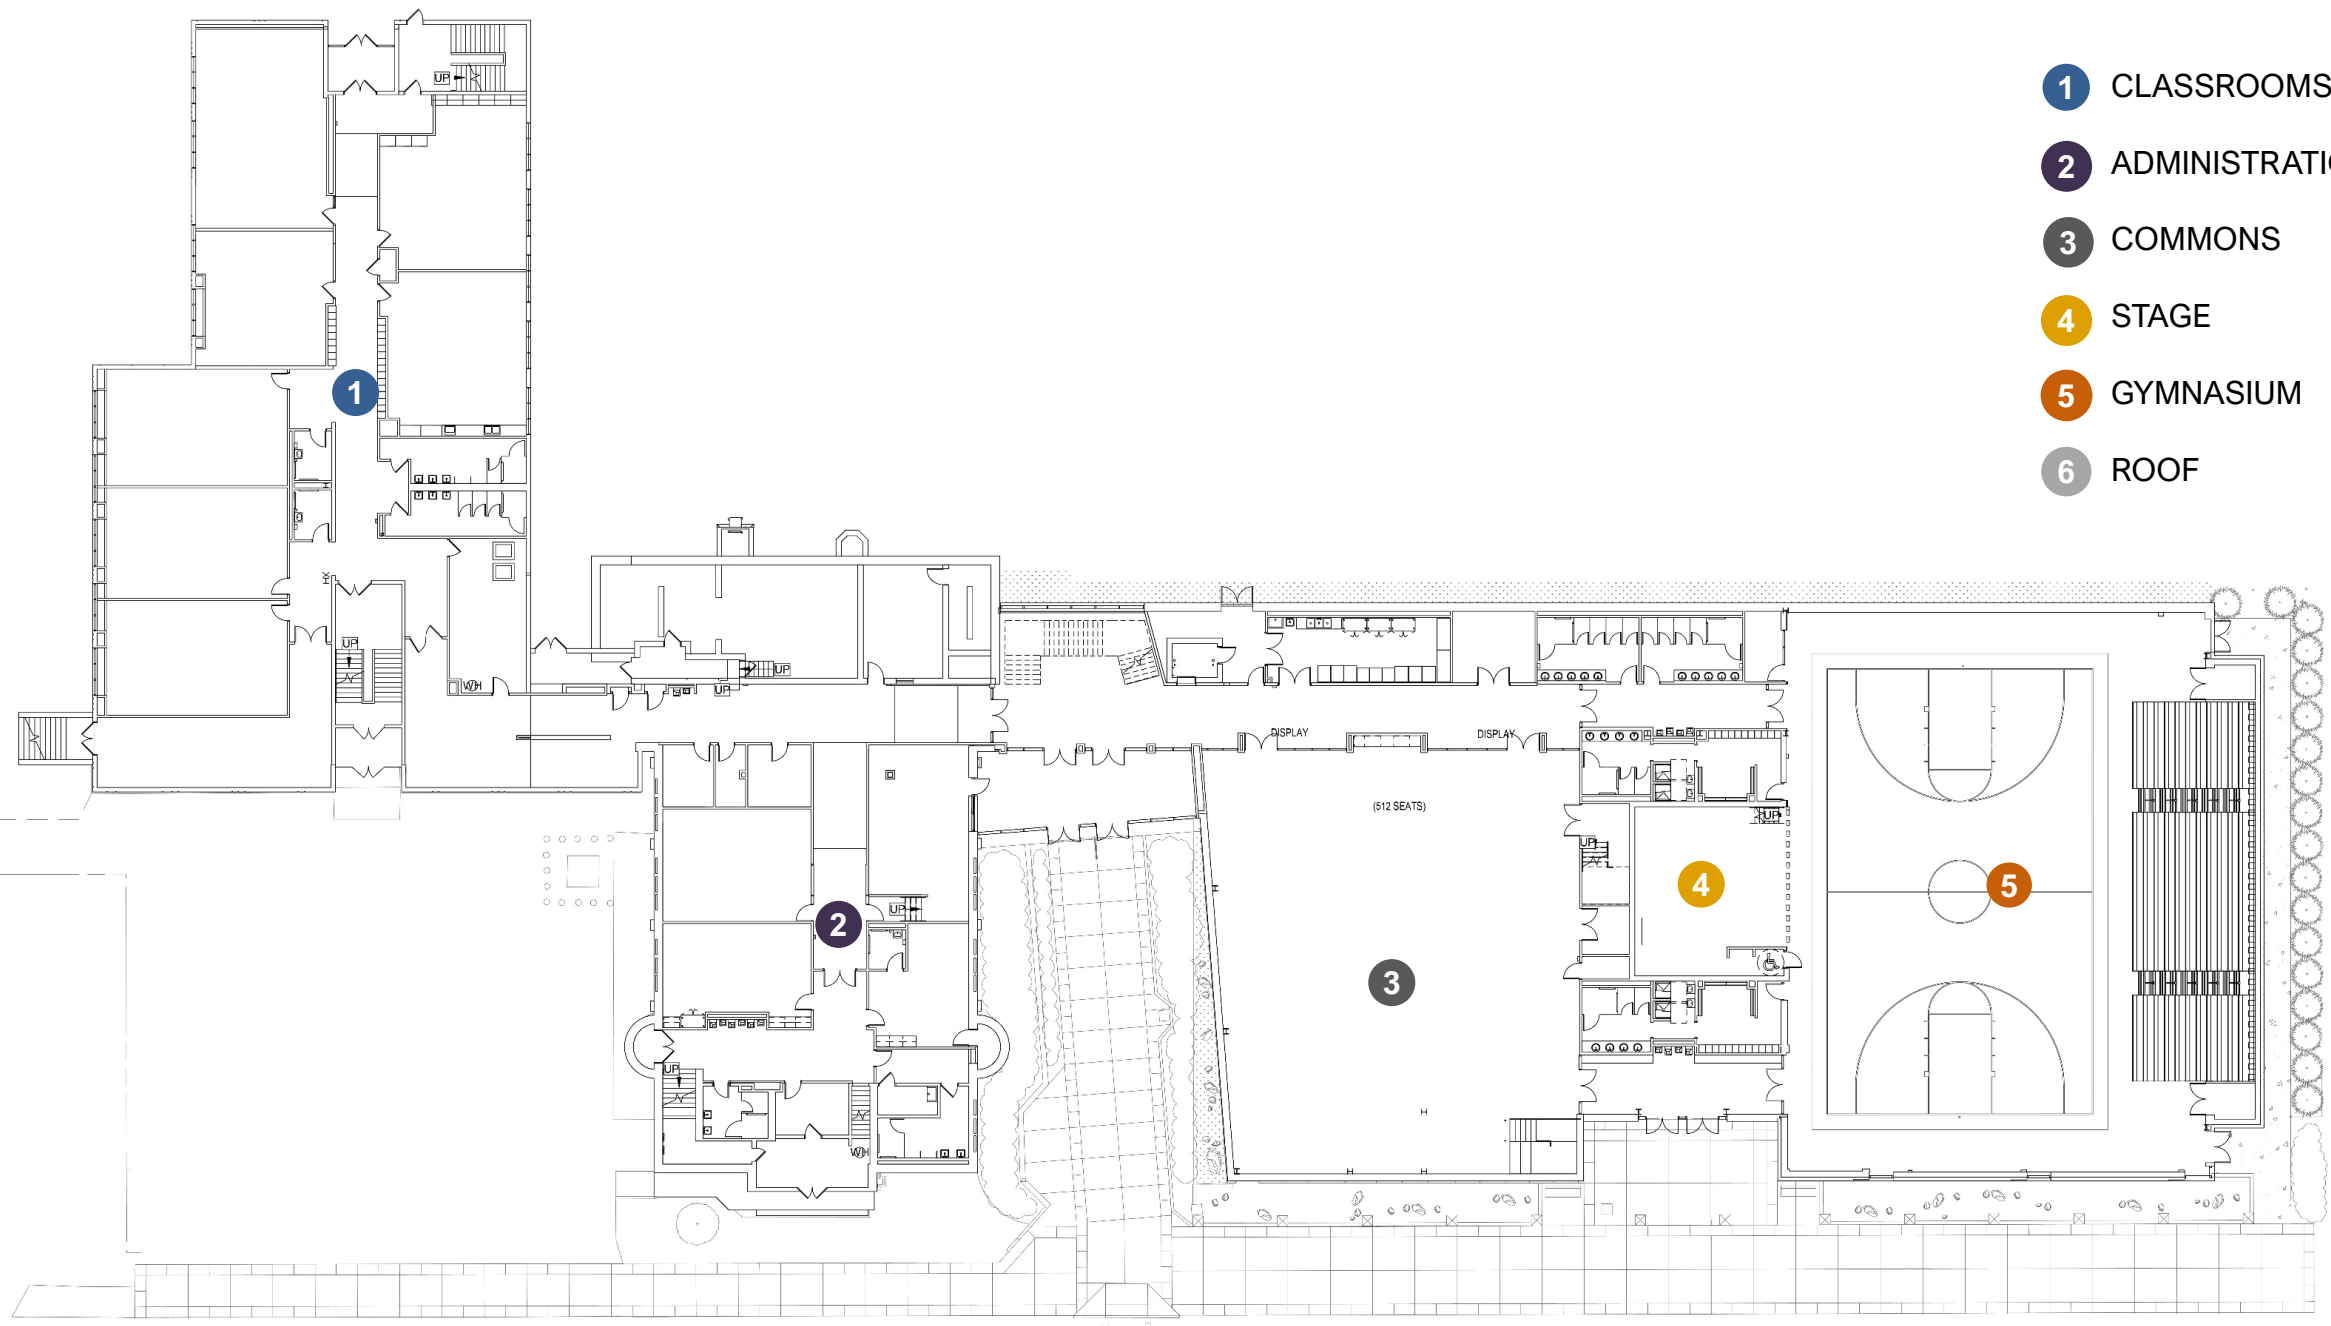 1 CLASSROOMS
2 ADMINISTRATIO
3 COMMONS
4 STAGE
5 GYMNASIUM
6 ROOF
UP
1
UP
WH
UP
UP
DISPLAY
DISPLAY
(512 SEATS)
UP
UP
4
5
UP
2
3
UP
WH